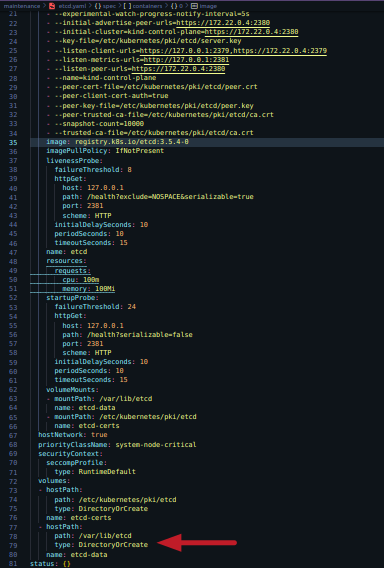 maintenance > etcd.yaml > {} spec > [ ] containers > {} 0 > image
21 - --experimental-watch-progress-notify-interval=5s
22 - --initial-advertise-peer-urls=https://172.22.0.4:2380
23 - --initial-cluster=kind-control-plane=https://172.22.0.4:2380
24 - --key-file=/etc/kubernetes/pki/etcd/server.key
25 - --listen-client-urls=https://127.0.0.1:2379,https://172.22.0.4:2379
26 - --listen-metrics-urls=http://127.0.0.1:2381
27 - --listen-peer-urls=https://172.22.0.4:2380
28 - --name=kind-control-plane
29 - --peer-cert-file=/etc/kubernetes/pki/etcd/peer.crt
30 - --peer-client-cert-auth=true
31 - --peer-key-file=/etc/kubernetes/pki/etcd/peer.key
32 - --peer-trusted-ca-file=/etc/kubernetes/pki/etcd/ca.crt
33 - --snapshot-count=10000
34 - --trusted-ca-file=/etc/kubernetes/pki/etcd/ca.crt
35 image: registry.k8s.io/etcd:3.5.4-0
36 imagePullPolicy: IfNotPresent
37 livenessProbe:
38 failureThreshold: 8
39 httpGet:
40 host: 127.0.0.1
41 path: /health?exclude=NOSPACE&serializable=true
42 port: 2381
43 scheme: HTTP
44 initialDelaySeconds: 10
45 periodSeconds: 10
46 timeoutSeconds: 15
47 name: etcd
48 resources:
49 requests:
50 cpu: 100m
51 memory: 100Mi
52 startupProbe:
53 failureThreshold: 24
54 httpGet:
55 host: 127.0.0.1
56 path: /health?serializable=false
57 port: 2381
58 scheme: HTTP
59 initialDelaySeconds: 10
60 periodSeconds: 10
61 timeoutSeconds: 15
62 volumeMounts:
63 - mountPath: /var/lib/etcd
64 name: etcd-data
65 - mountPath: /etc/kubernetes/pki/etcd
66 name: etcd-certs
67 hostNetwork: true
68 priorityClassName: system-node-critical
69 securityContext:
70 seccompProfile:
71 type: RuntimeDefault
72 volumes:
73 - hostPath:
74 path: /etc/kubernetes/pki/etcd
75 type: DirectoryOrCreate
76 name: etcd-certs
77 - hostPath:
78 path: /var/lib/etcd
79 type: DirectoryOrCreate
80 name: etcd-data
81 status: {}